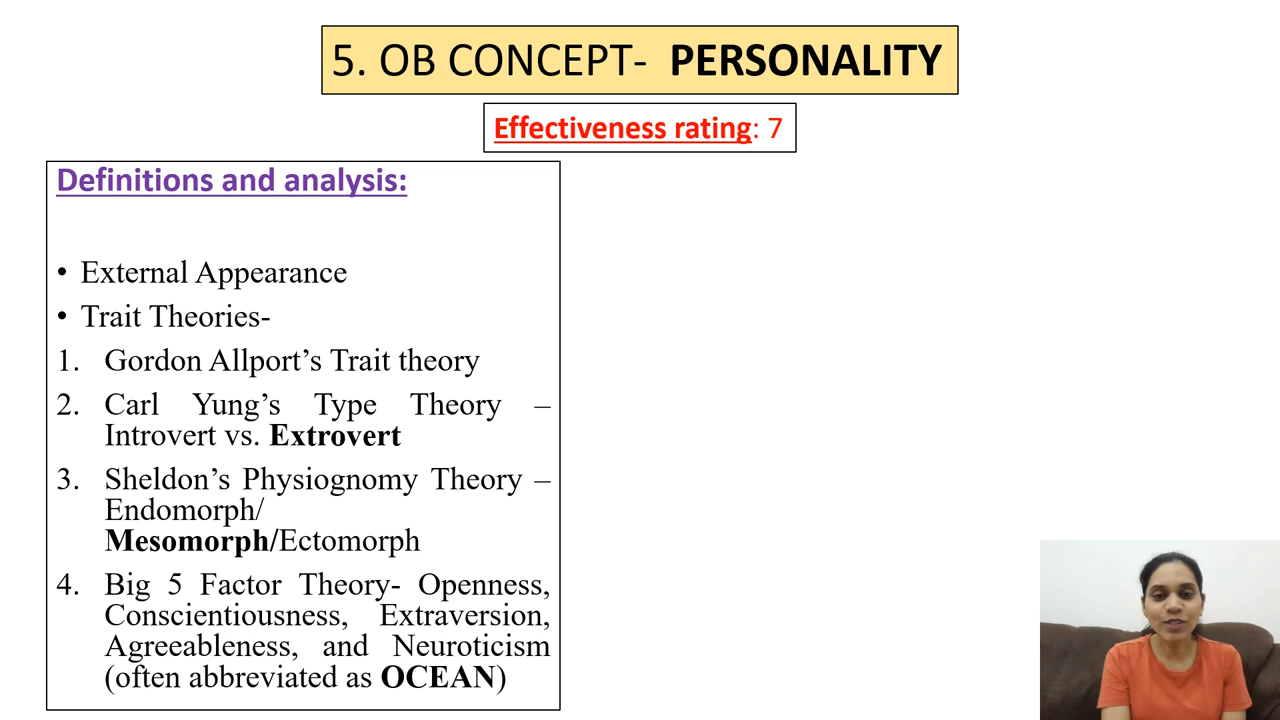 5. OB CONCEPT- PERSONALITY
Effectiveness rating: 7
Definitions and analysis:
• External Appearance
• Trait Theories-
1. Gordon Allport’s Trait theory
2. Carl Yung’s Type Theory –
Introvert vs. Extrovert
3. Sheldon’s Physiognomy Theory –
Endomorph/
Mesomorph/Ectomorph
4. Big 5 Factor Theory- Openness,
Conscientiousness, Extraversion,
Agreeableness, and Neuroticism
(often abbreviated as OCEAN)